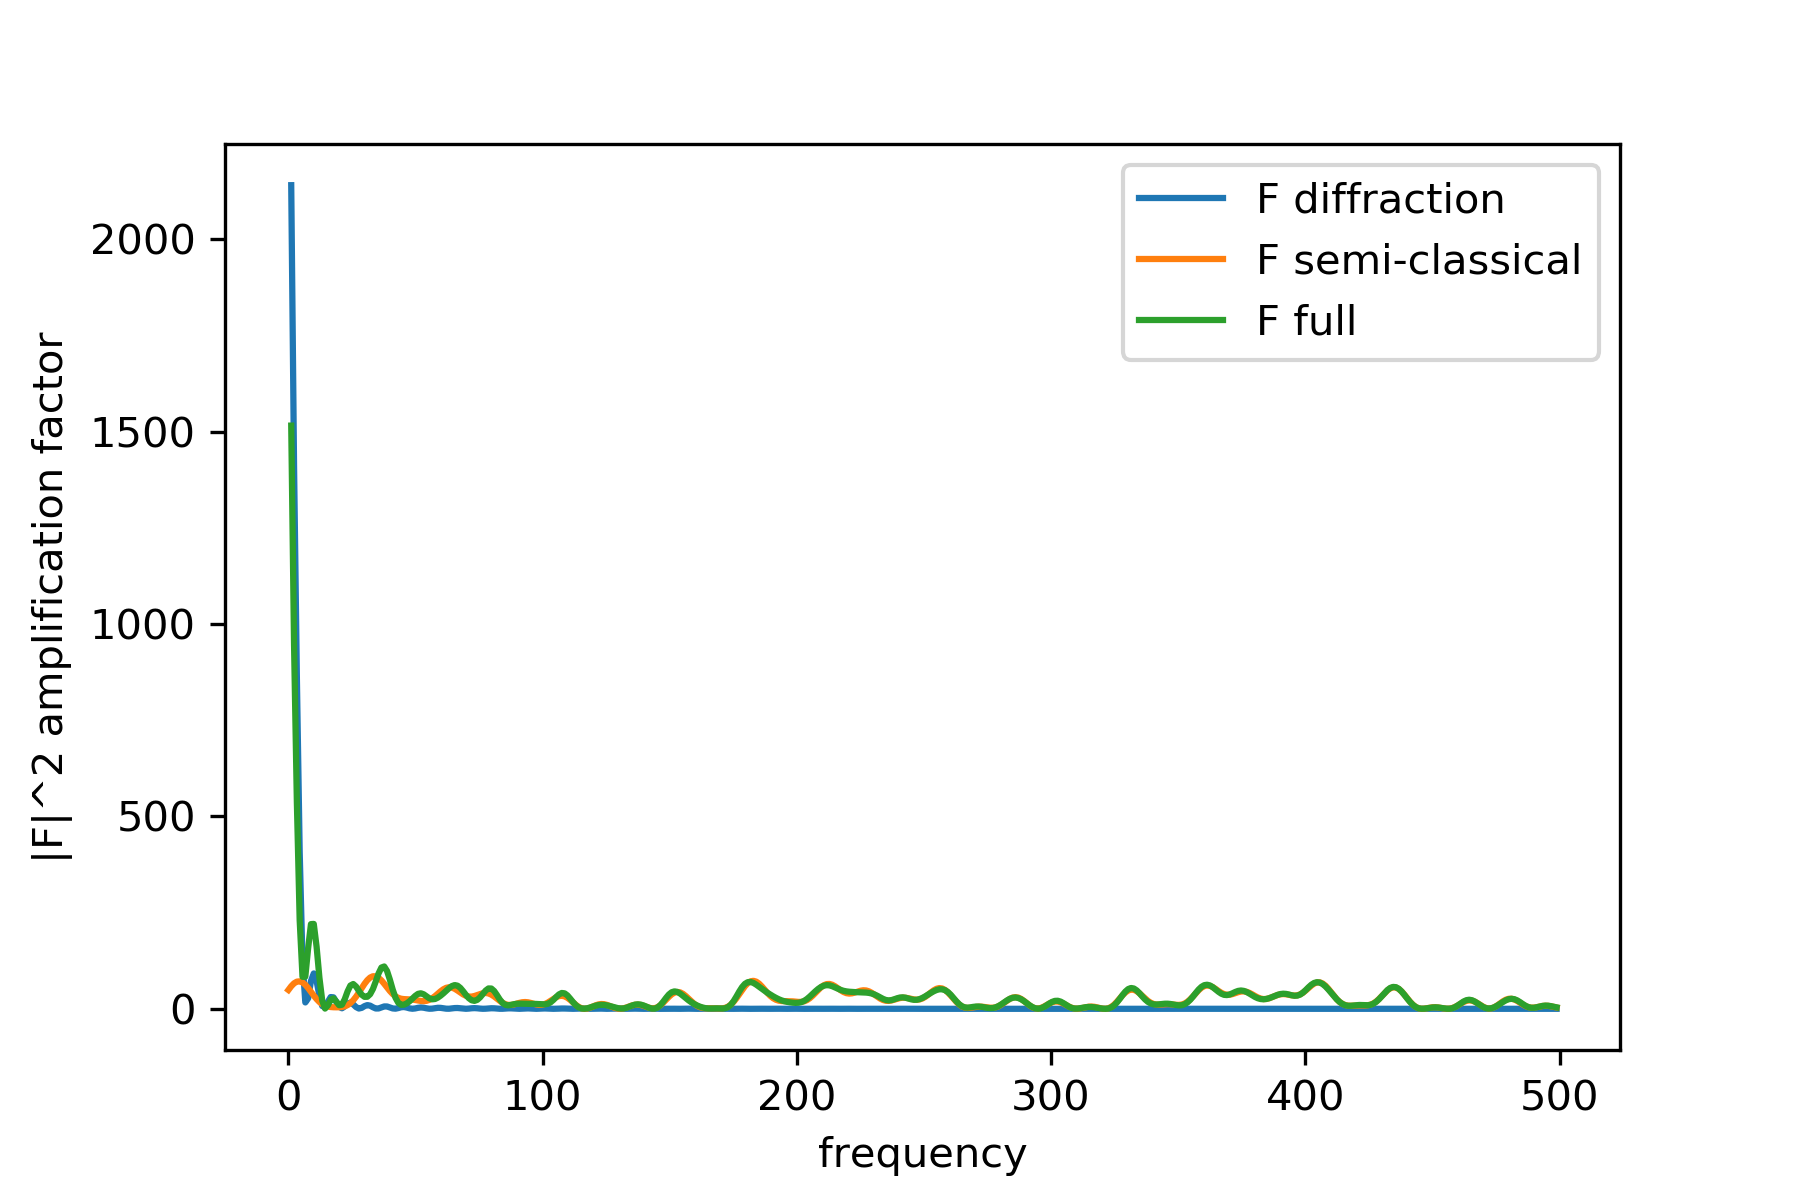 F diffraction
F semi-classical
F full
|F|^2 amplification factor
2000
1500
1000
500
0
0 100 200 300 400 500
frequency